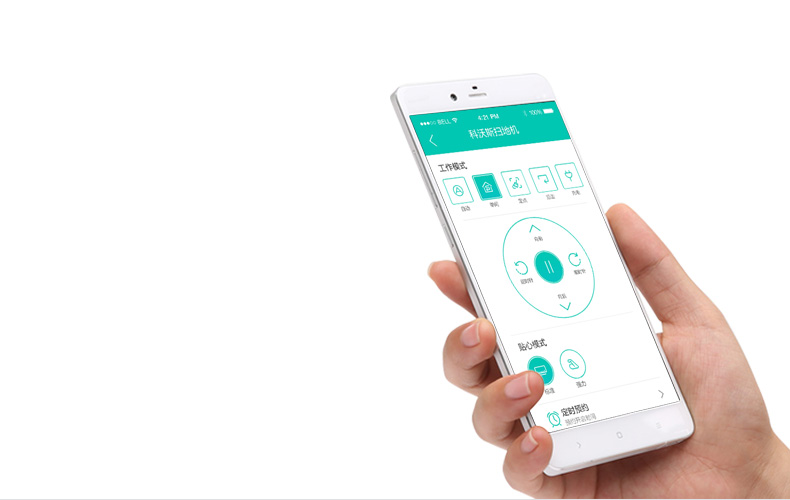 BELL 4:21 PM 100%
科沃斯扫地机
工作模式
自动 单间 定点 沿边 充电
向前
逆时针 顺时针
向后
贴心模式
标准 强力
定时预约